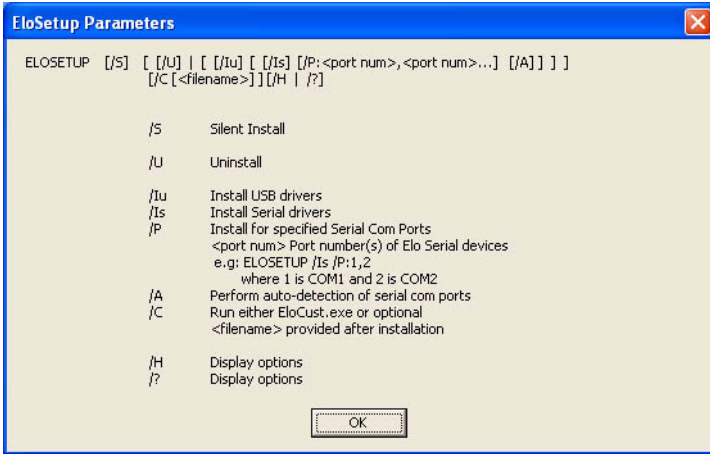 EloSetup Parameters
ELOSETUP [/S] [ [/U] | [ [/Iu] [ [/Is] [/P:<port num>,<port num>...] [/A] ] ] ]
[/C [<filename>] ] [/H | /?]
/S Silent Install
/U Uninstall
/Iu Install USB drivers
/Is Install Serial drivers
/P Install for specified Serial Com Ports
<port num> Port number(s) of Elo Serial devices
e.g: ELOSETUP /Is /P:1,2
where 1 is COM1 and 2 is COM2
/A Perform auto-detection of serial com ports
/C Run either EloCust.exe or optional
<filename> provided after installation
/H Display options
/? Display options
OK